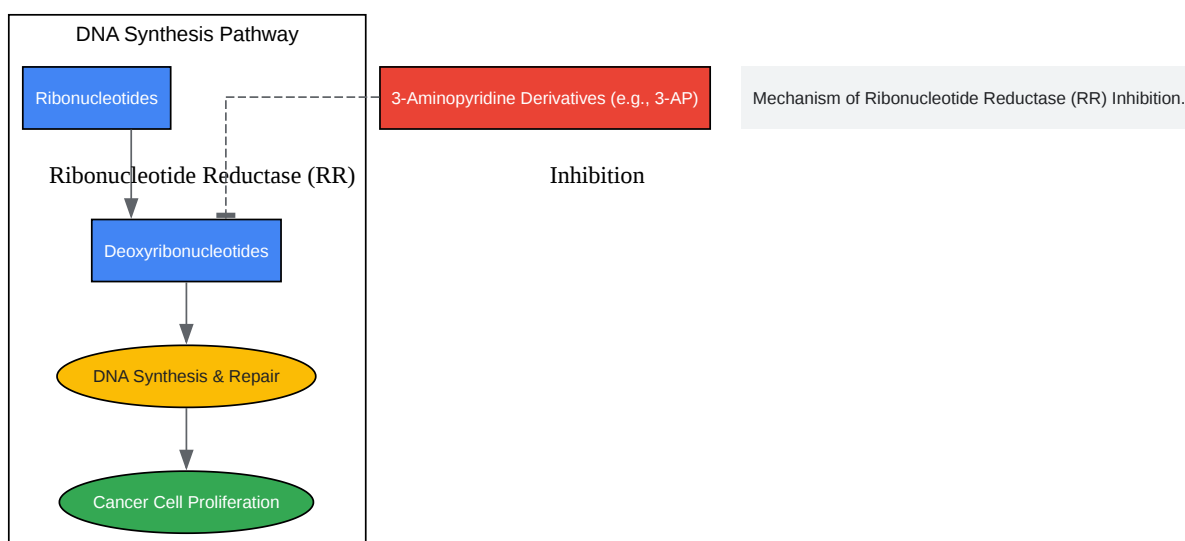 DNA Synthesis Pathway
Ribonucleotides
3-Aminopyridine Derivatives (e.g., 3-AP)
Mechanism of Ribonucleotide Reductase (RR) Inhibition.
Ribonucleotide Reductase (RR)
Inhibition
Deoxyribonucleotides
DNA Synthesis & Repair
Cancer Cell Proliferation